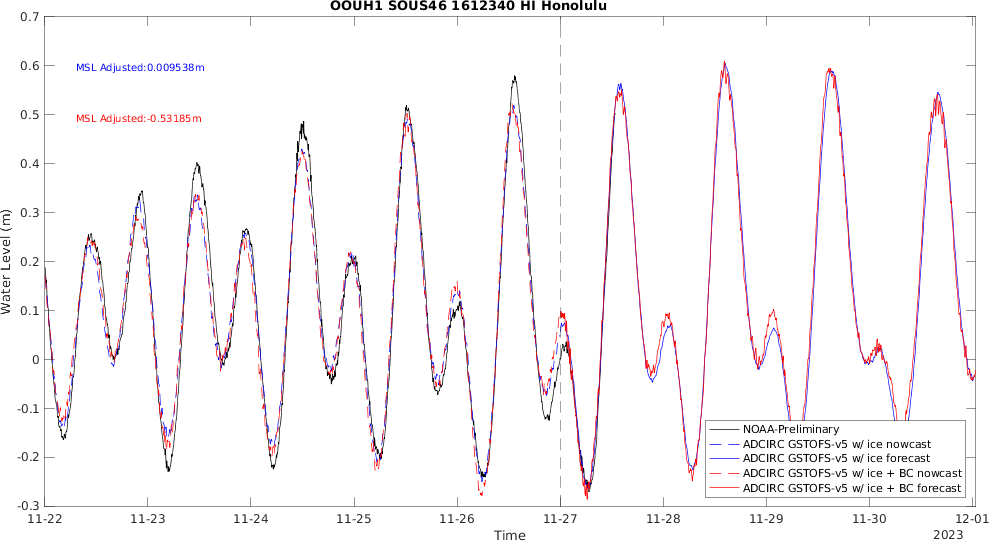 OOUH1 SOUS46 1612340 HI Honolulu
0.7
0.6
0.5
0.4
0.3
0.2
0.1
0
-0.1
-0.2
-0.3
Water Level (m)
MSL Adjusted:0.009538m
MSL Adjusted:-0.53185m
NOAA-Preliminary
ADCIRC GSTOFS-v5 w/ ice nowcast
ADCIRC GSTOFS-v5 w/ ice forecast
ADCIRC GSTOFS-v5 w/ ice + BC nowcast
ADCIRC GSTOFS-v5 w/ ice + BC forecast
11-22 11-23 11-24 11-25 11-26 11-27 11-28 11-29 11-30 12-01
Time
2023